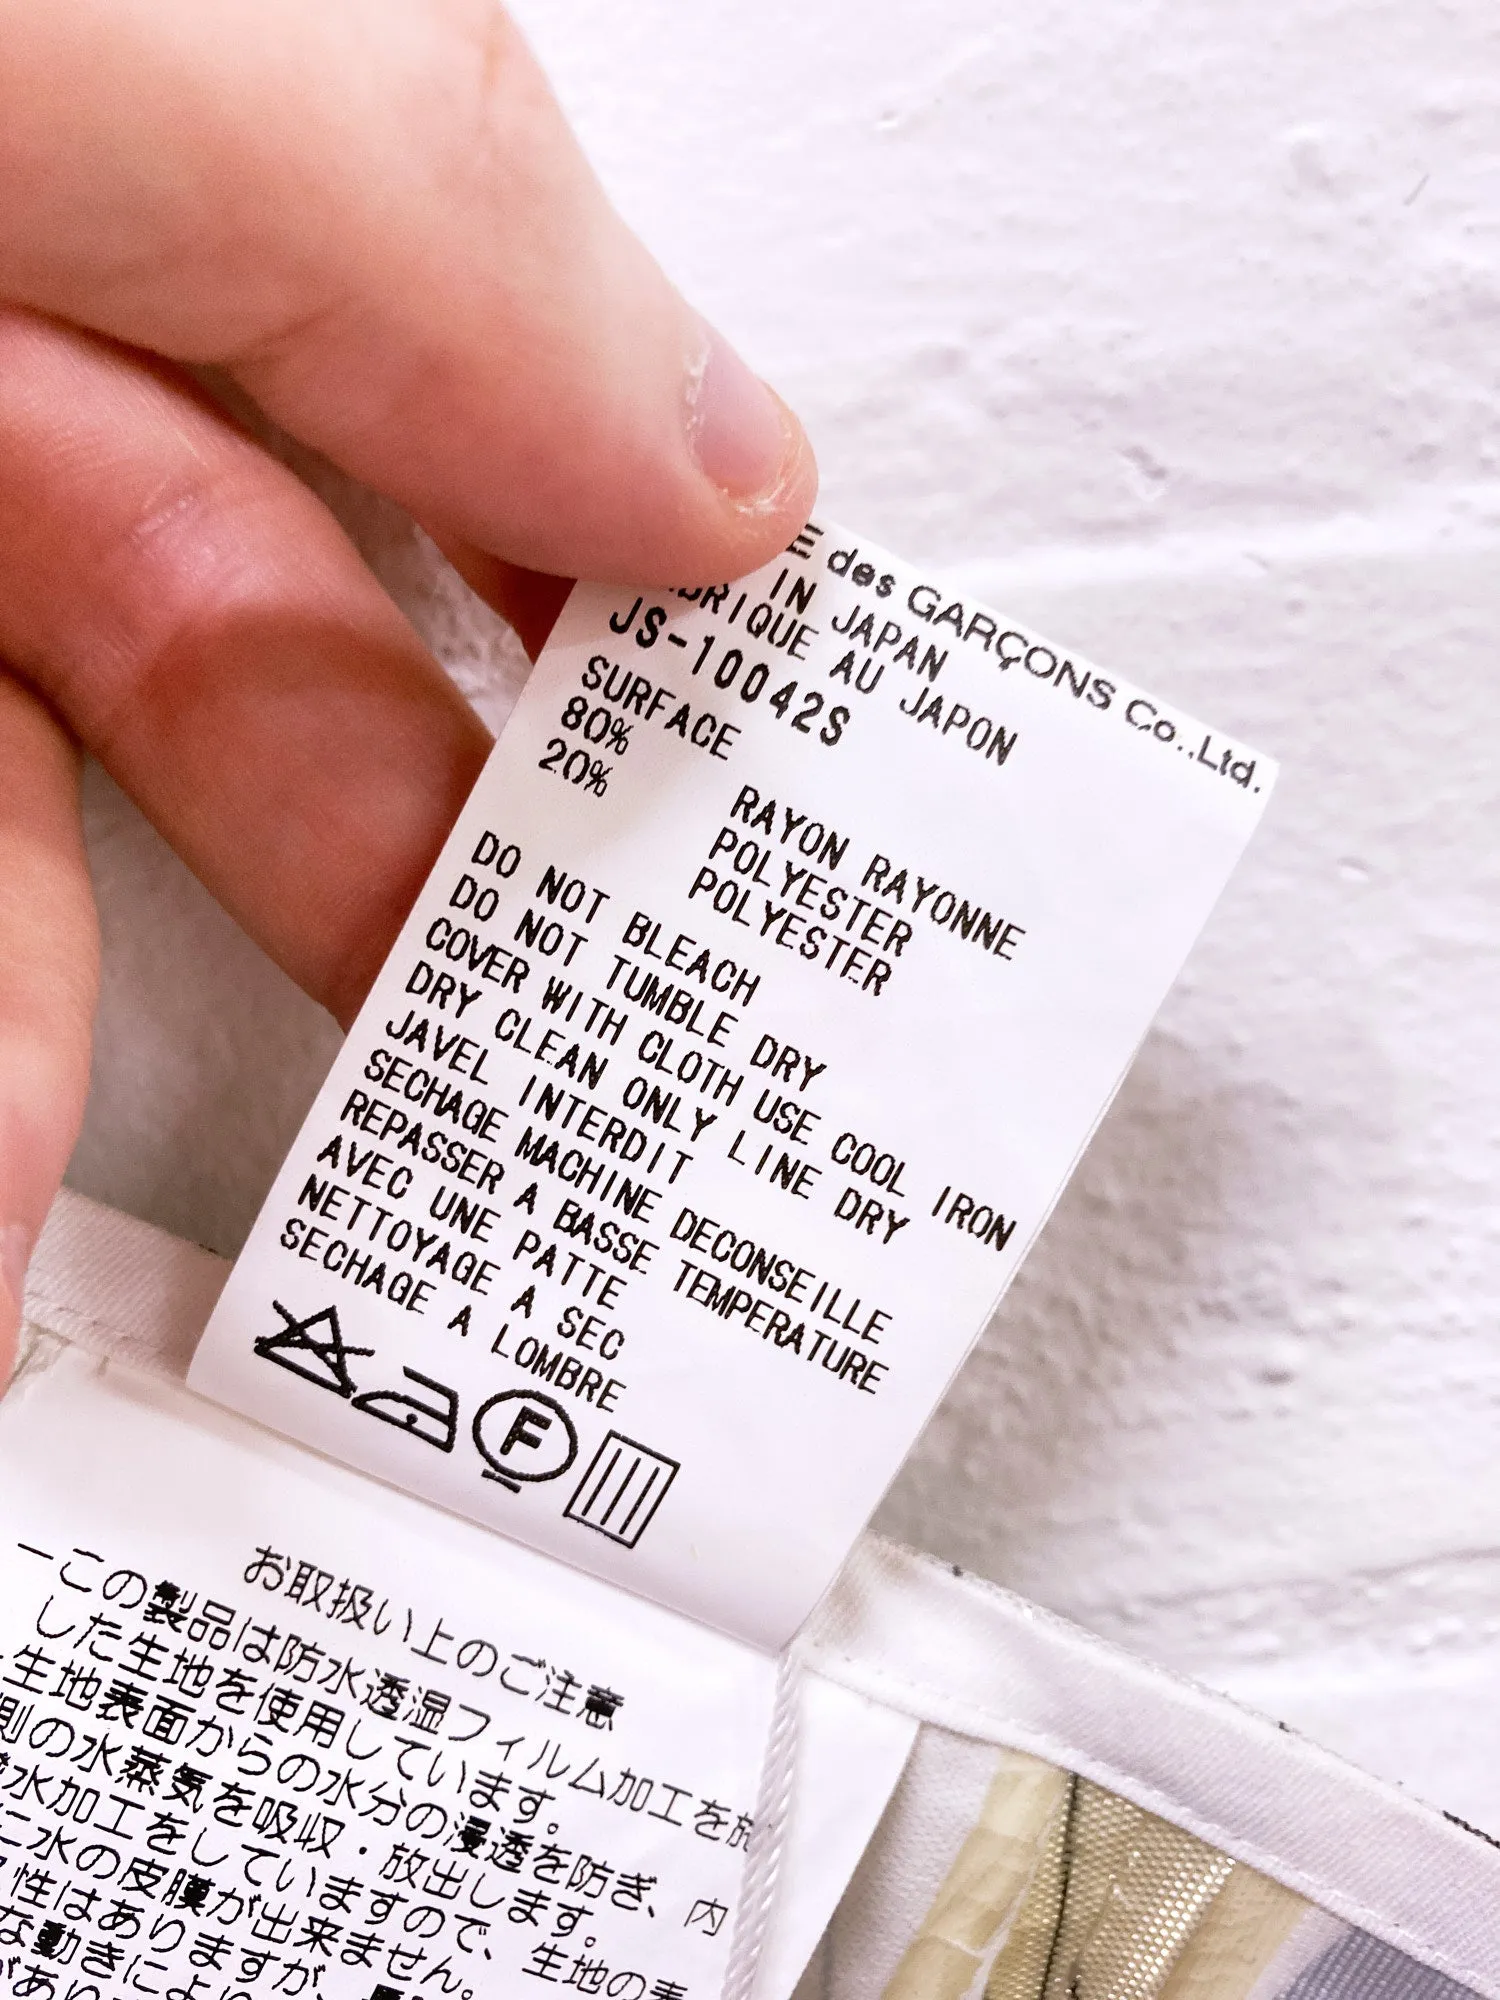 des GARÇONS Co.,Ltd.
IN JAPAN
AU JAPON
JS-10042S
SURFACE
80% RAYON RAYONNE
20% POLYESTER
POLYESTER
DO NOT BLEACH
DO NOT TUMBLE DRY
COVER WITH CLOTH USE COOL IRON
DRY CLEAN ONLY LINE DRY
JAVEL INTERDIT
SECHAGE MACHINE DECONSEILLE
REPASSER A BASSE TEMPERATURE
AVEC UNE PATTE
NETTOYAGE A SEC
SECHAGE A LOMBRE
F
お取扱い上のご注意
ーこの製品は防水透湿フィルム加工を施
した生地を使用しています。
生地表面からの水分の浸透を防ぎ、内
側の水蒸気を吸収・放出します。
水加工をしていますので、生地の表
に水の皮膜が出来ません。
性はありますが、
な動きによ
があり